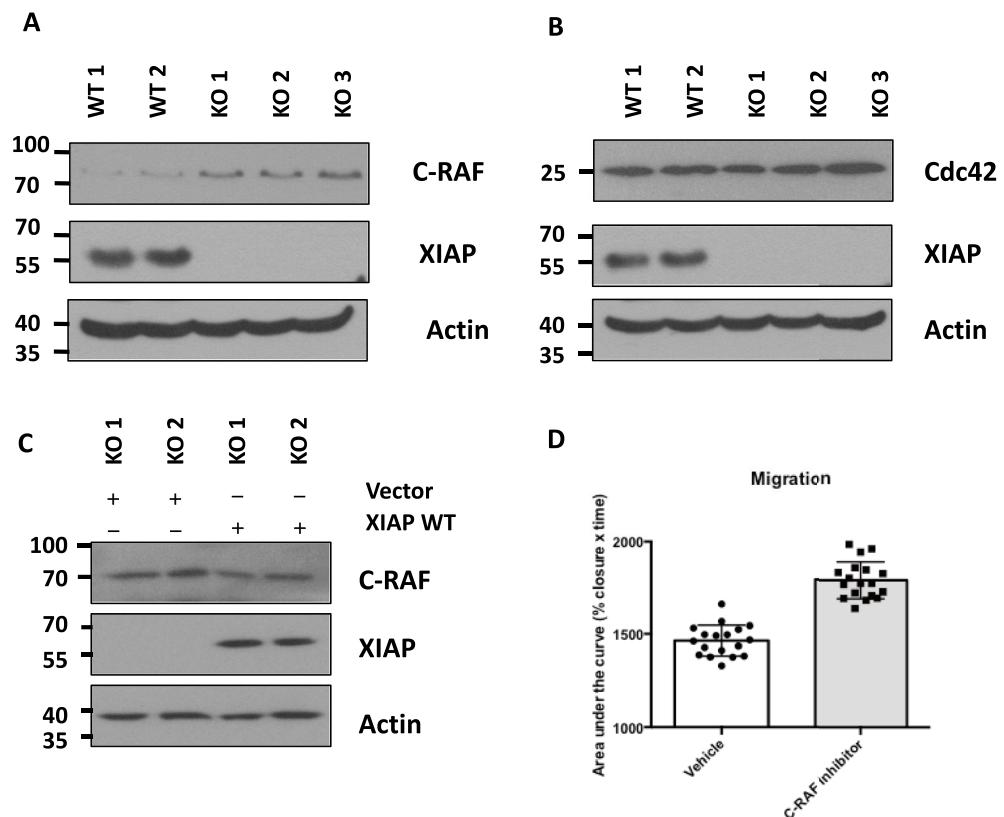 A
WT 1 WT 2 KO 1 KO 2 KO 3
100
70
C-RAF
70
55
XIAP
40
35
Actin
B
WT 1 WT 2 KO 1 KO 2 KO 3
25
Cdc42
70
55
XIAP
40
35
Actin
C
KO 1 KO 2 KO 1 KO 2
+ + – – Vector
– – + + XIAP WT
100
70
C-RAF
70
55
XIAP
40
35
Actin
D
Migration
Area under the curve (% closure x time)
2000
1500
1000
Vehicle
C-RAF inhibitor